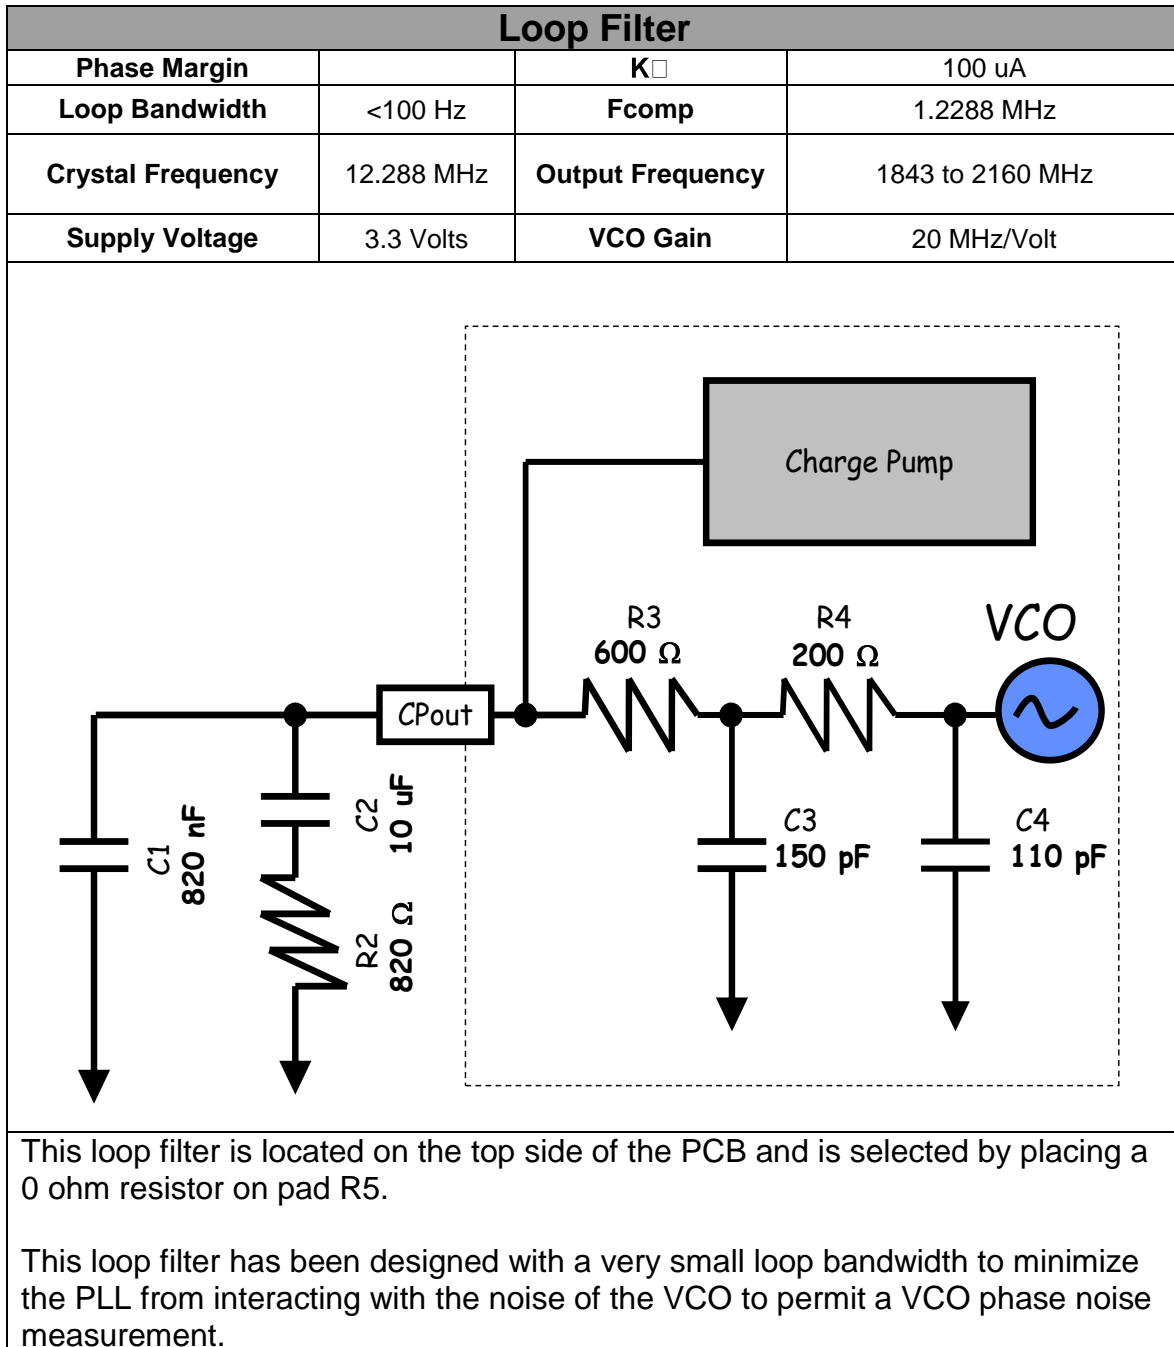 Loop Filter
Phase Margin K□ 100 uA
Loop Bandwidth <100 Hz Fcomp 1.2288 MHz
Crystal Frequency 12.288 MHz Output Frequency 1843 to 2160 MHz
Supply Voltage 3.3 Volts VCO Gain 20 MHz/Volt
Charge Pump
R3
600 Ω
R4
200 Ω
VCO
CPout
C1
820 nF
C2
10 uF
R2
820 Ω
C3
150 pF
C4
110 pF
This loop filter is located on the top side of the PCB and is selected by placing a
0 ohm resistor on pad R5.
This loop filter has been designed with a very small loop bandwidth to minimize
the PLL from interacting with the noise of the VCO to permit a VCO phase noise
measurement.